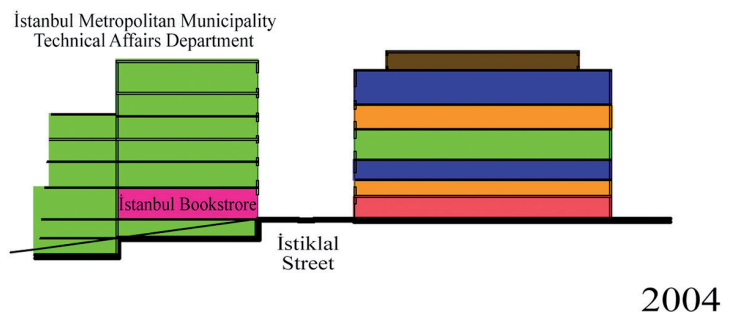 İstanbul Metropolitan Municipality
Technical Affairs Department
İstanbul Bookstrore
İstiklal
Street
2004